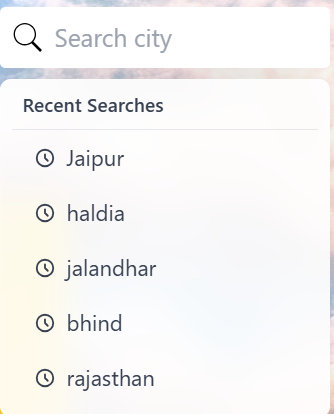 Search city
Recent Searches
Jaipur
haldia
jalandhar
bhind
rajasthan